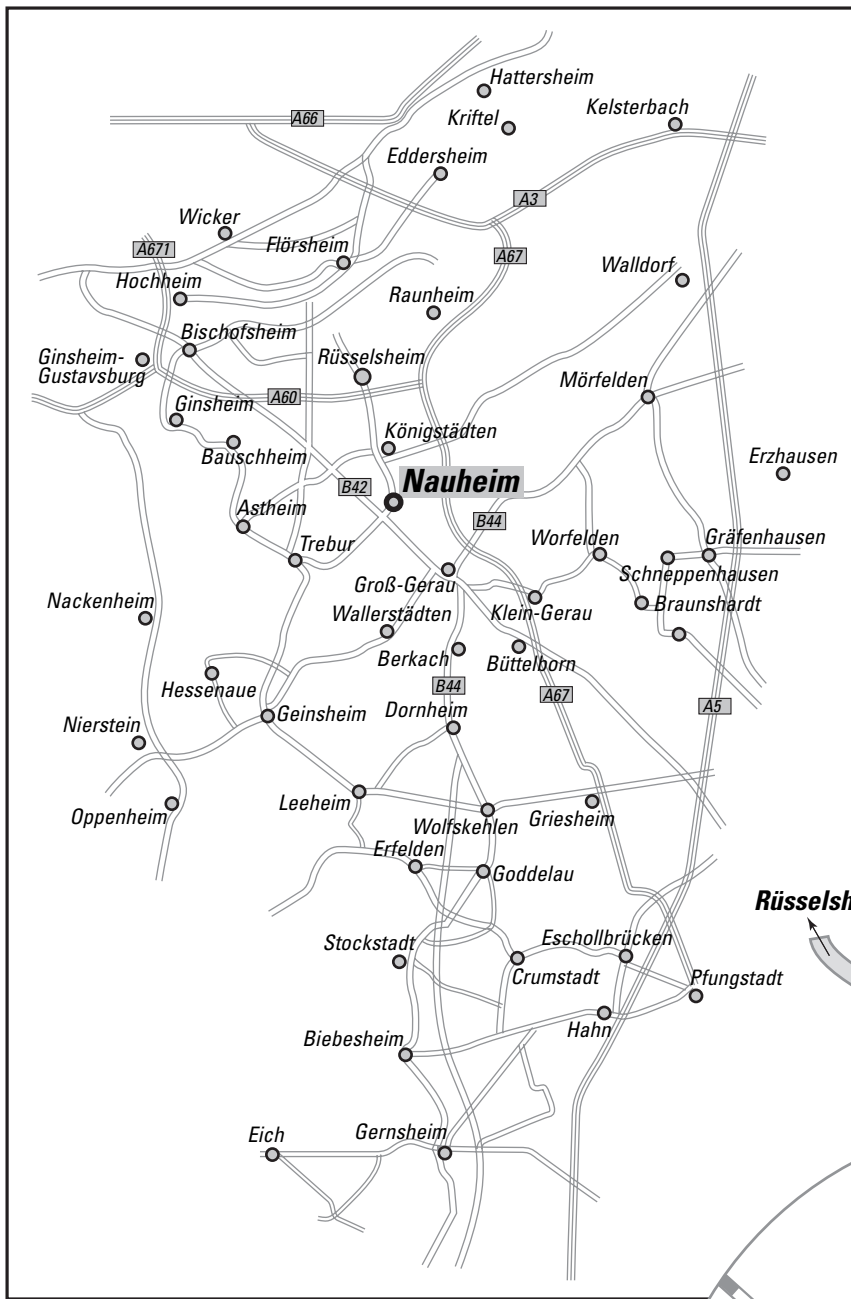 Hattersheim
A66
Kriftel
Kelsterbach
Eddersheim
A3
Wicker
A671
Flörsheim
A67
Walldorf
Hochheim
Raunheim
Bischofsheim
Ginsheim-
Gustavsburg
Rüsselsheim
Mörfelden
A60
Ginsheim
Königstädten
Bauschheim
Erzhausen
Nauheim
B42
Astheim
B44
Trebur
Worfelden
Gräfenhausen
Schneppenhausen
Groß-Gerau
Nackenheim
Klein-Gerau
Braunshardt
Wallerstädten
Berkach
Büttelborn
Hessenaue
B44
A67
A5
Geinsheim
Dornheim
Nierstein
Oppenheim
Leeheim
Wolfskehlen
Griesheim
Erfelden
Goddelau
Rüsselsh
Stockstadt
Eschollbrücken
Crumstadt
Pfungstadt
Biebesheim
Hahn
Eich
Gernsheim